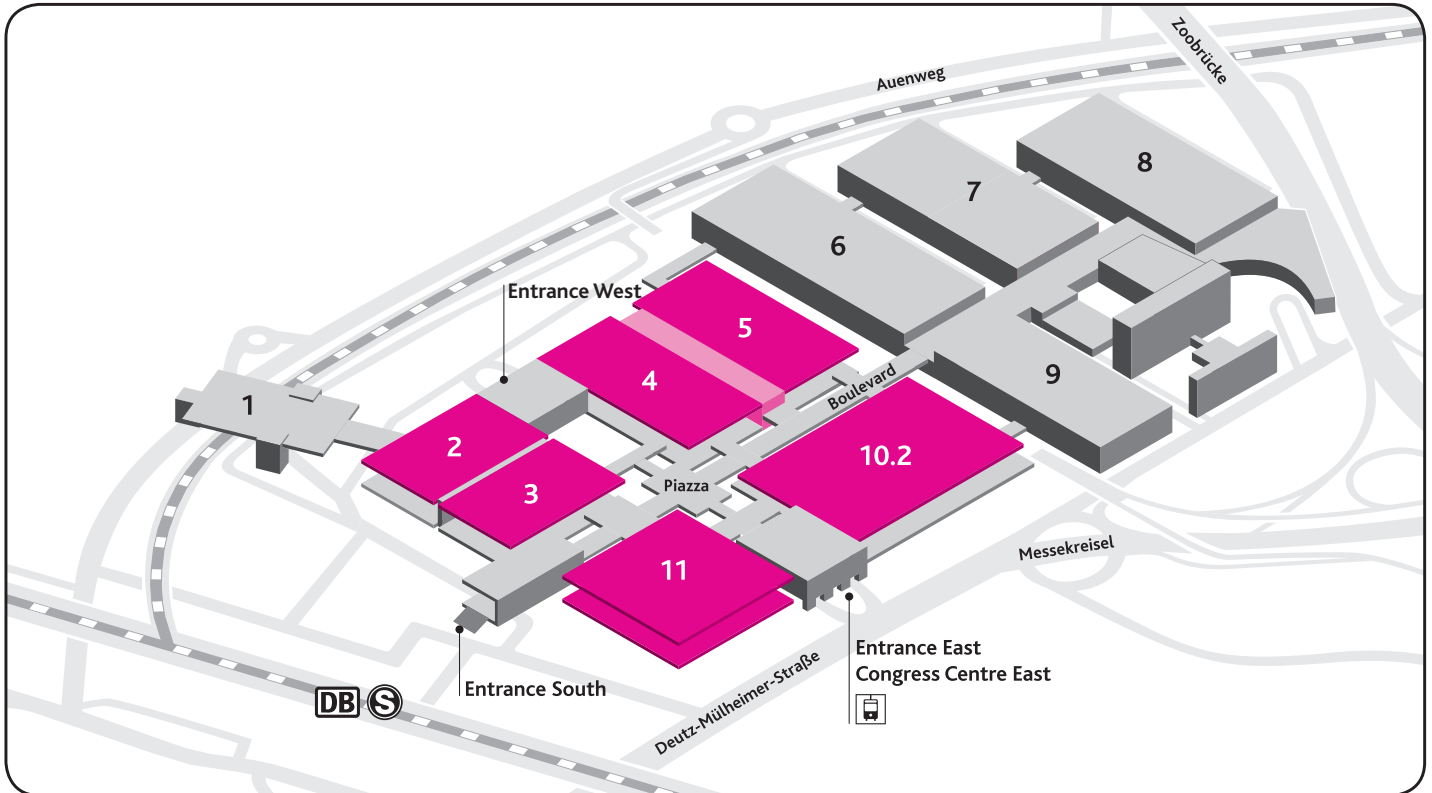 Zoobrücke
Auenweg
8
7
6
Entrance West
5
4
Boulevard
9
1
2
10.2
3
Piazza
11
Messekreisel
Entrance East
Congress Centre East
Entrance South
DB
S
Deutz-Mülheimer-Straße